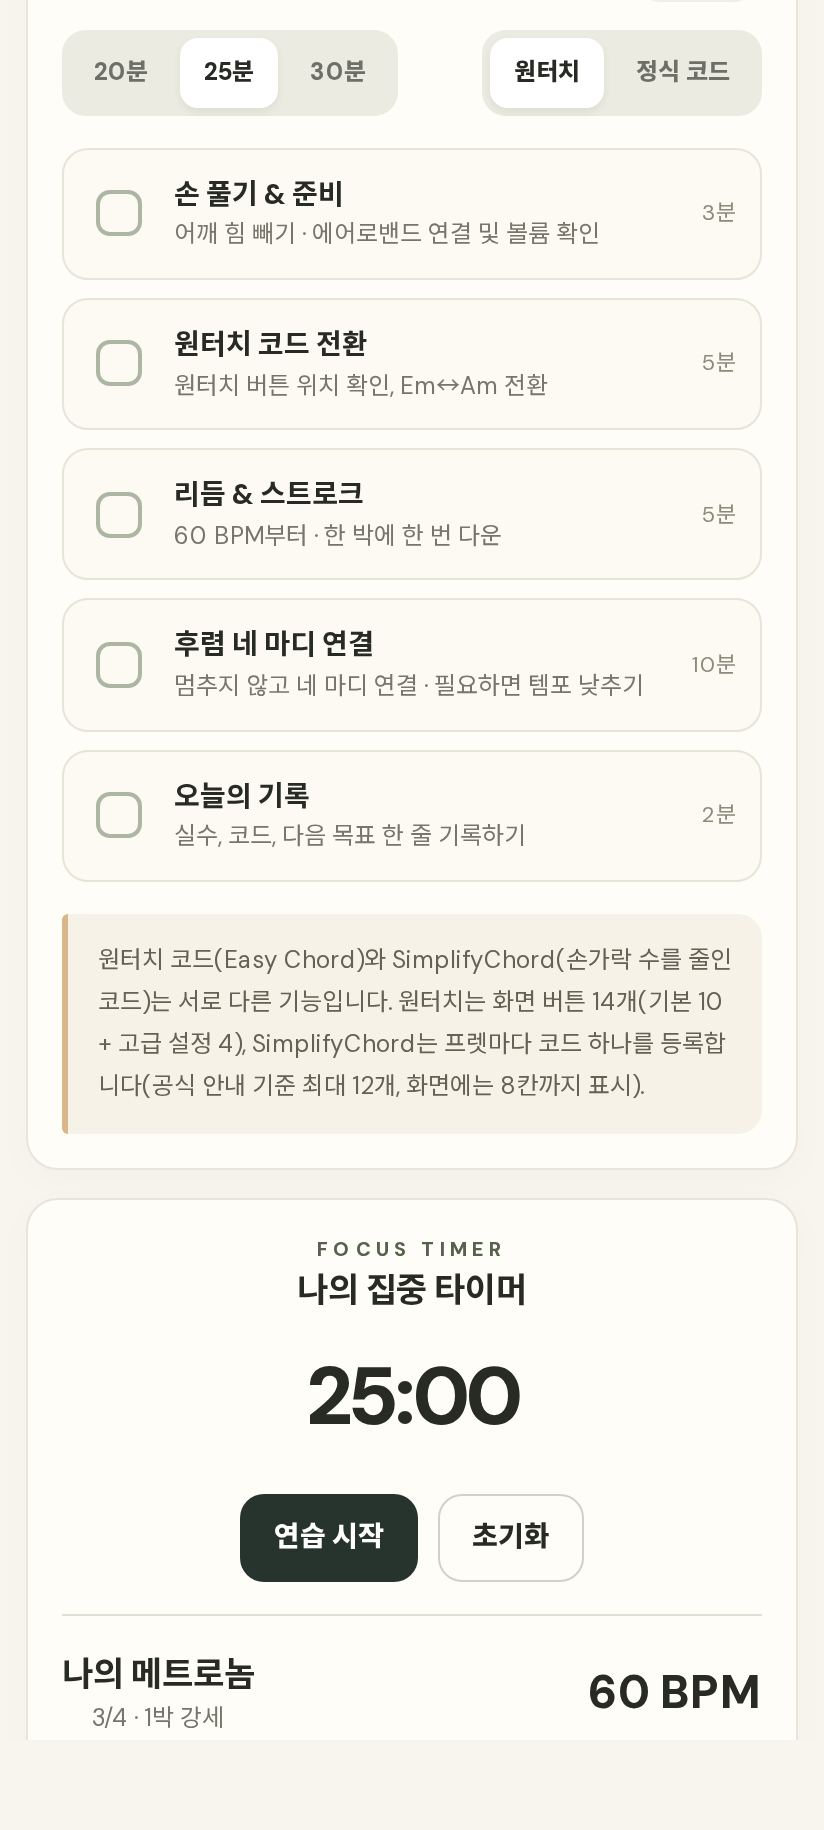 20분 25분 30분 원터치 정식 코드
손 풀기 & 준비
어깨 힘 빼기 · 에어로밴드 연결 및 볼륨 확인
3분
원터치 코드 전환
원터치 버튼 위치 확인, Em↔Am 전환
5분
리듬 & 스트로크
60 BPM부터 · 한 박에 한 번 다운
5분
후렴 네 마디 연결
멈추지 않고 네 마디 연결 · 필요하면 템포 낮추기
10분
오늘의 기록
실수, 코드, 다음 목표 한 줄 기록하기
2분
원터치 코드(Easy Chord)와 SimplifyChord(손가락 수를 줄인
코드)는 서로 다른 기능입니다. 원터치는 화면 버튼 14개(기본 10
+ 고급 설정 4), SimplifyChord는 프렛마다 코드 하나를 등록합
니다(공식 안내 기준 최대 12개, 화면에는 8칸까지 표시).
FOCUS TIMER
나의 집중 타이머
25:00
연습 시작 초기화
나의 메트로놈
60 BPM
3/4 · 1박 강세